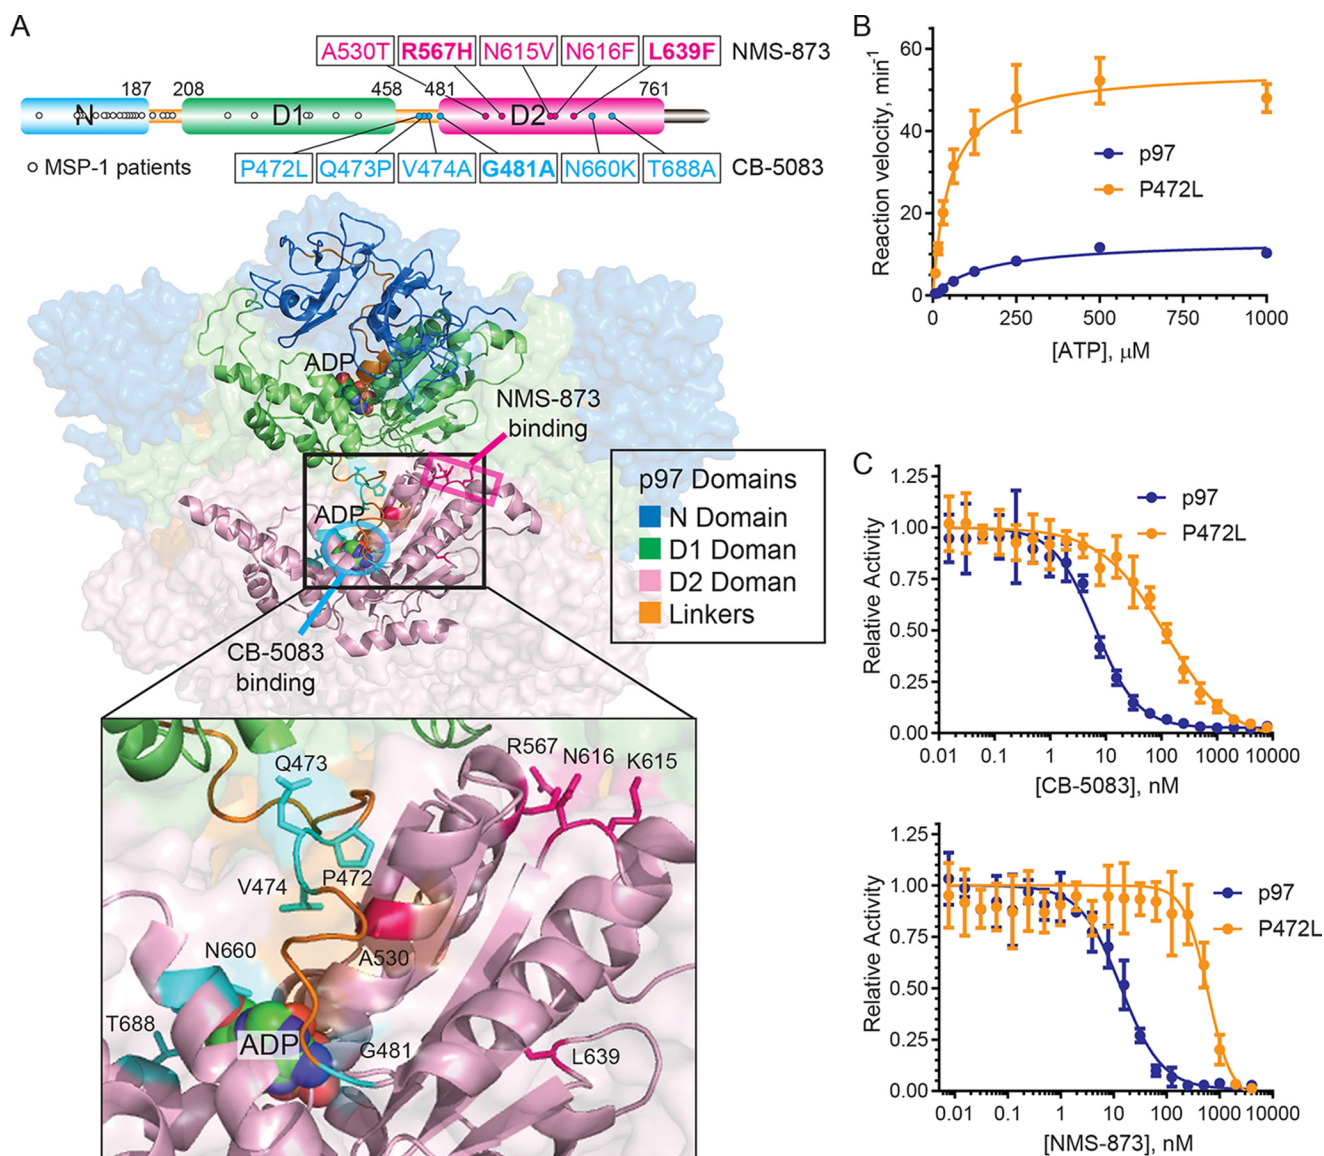 A
A530T R567H N615V N616F L639F NMS-873
187 208 458 481 761
N D1 D2
MSP-1 patients
P472L Q473P V474A G481A N660K T688A CB-5083
ADP
NMS-873
binding
ADP
CB-5083
binding
p97 Domains
N Domain
D1 Doman
D2 Doman
Linkers
R567 N616 K615
Q473
V474 P472
N660 A530
T688
ADP G481
L639
B
Reaction velocity, min-1
60
40
20
0
0 250 500 750 1000
[ATP], μM
p97
P472L
C
Relative Activity
1.25
1.00
0.75
0.50
0.25
0.00
0.01 0.1 1 10 100 1000 10000
[CB-5083], nM
p97
P472L
Relative Activity
1.25
1.00
0.75
0.50
0.25
0.00
0.01 0.1 1 10 100 1000 10000
[NMS-873], nM
p97
P472L